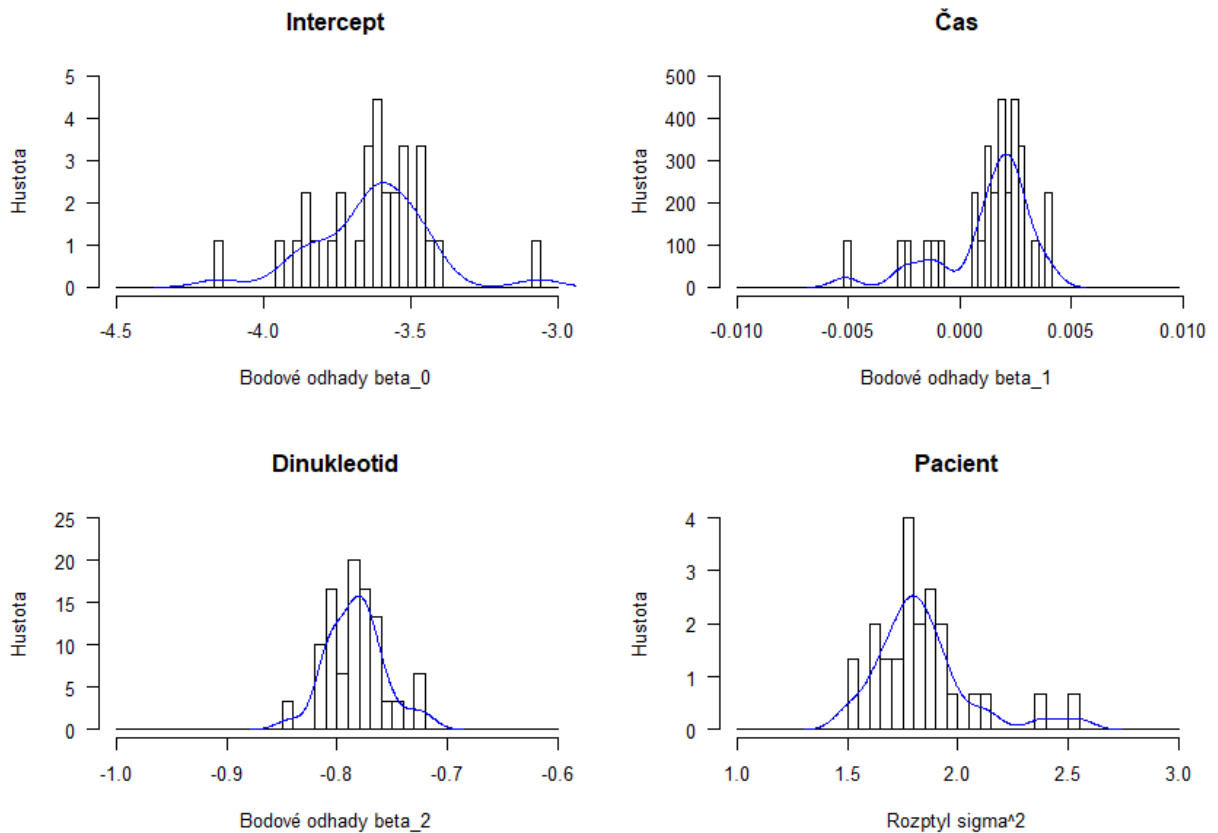 Intercept
Hustota
5
4
3
2
1
0
-4.5 -4.0 -3.5 -3.0
Bodové odhady beta_0
Čas
Hustota
500
400
300
200
100
0
-0.010 -0.005 0.000 0.005 0.010
Bodové odhady beta_1
Dinukleotid
Hustota
25
20
15
10
5
0
-1.0 -0.9 -0.8 -0.7 -0.6
Bodové odhady beta_2
Pacient
Hustota
4
3
2
1
0
1.0 1.5 2.0 2.5 3.0
Rozptyl sigma^2